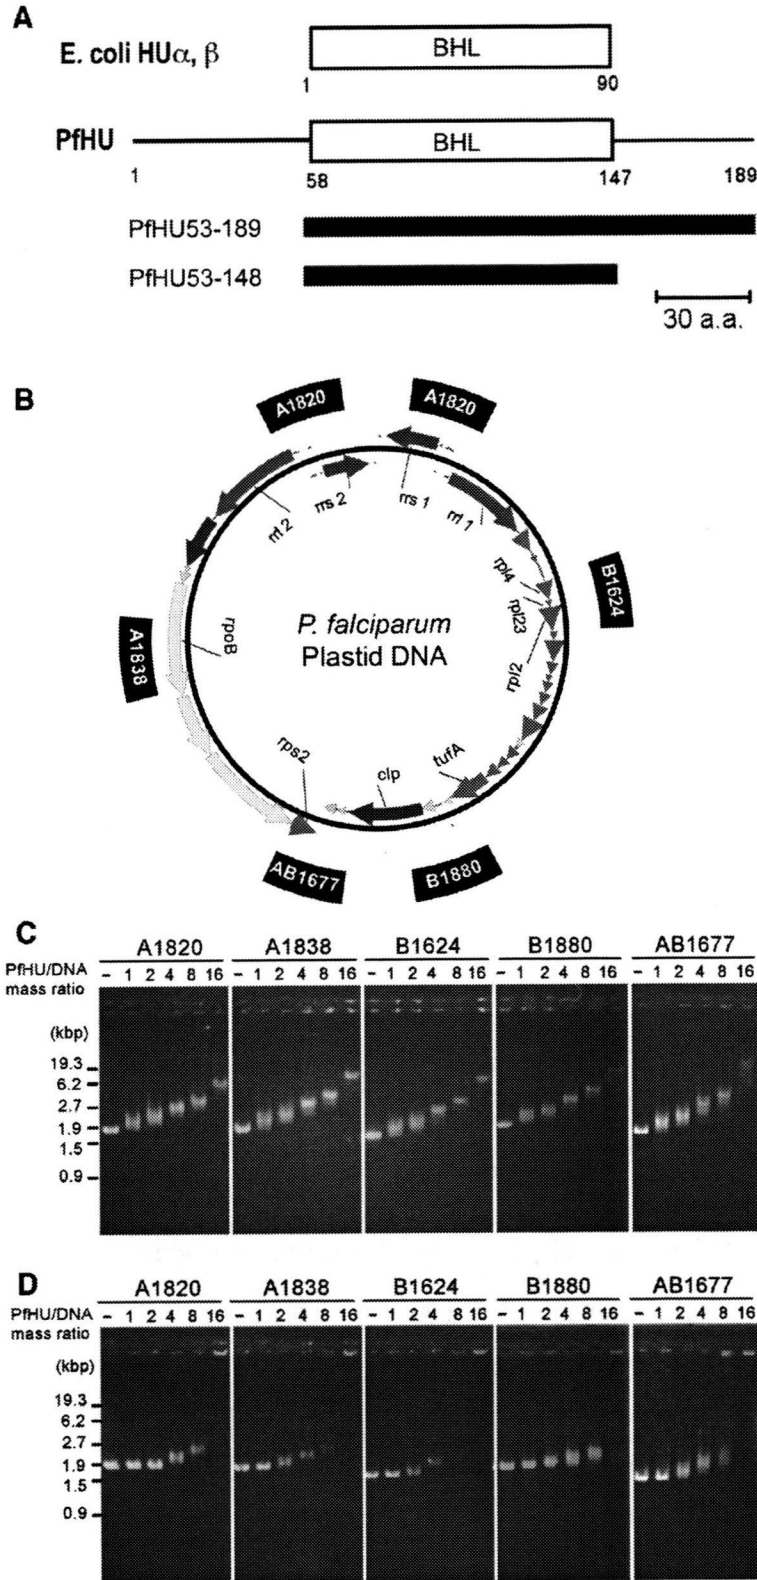 A
E. coli HUα, β
BHL
1 90
PfHU
BHL
1 58 147 189
PfHU53-189
PfHU53-148
30 a.a.
B
A1820
A1820
rrl 2
rrs 2
rrs 1
rrl 1
rpl4
rpl23
rpl2
B1624
A1838
rpoB
P. falciparum
Plastid DNA
rps2
clp
tufA
AB1677
B1880
C
A1820 A1838 B1624 B1880 AB1677
PfHU/DNA mass ratio
– 1 2 4 8 16 – 1 2 4 8 16 – 1 2 4 8 16 – 1 2 4 8 16 – 1 2 4 8 16
(kbp)
19.3
6.2
2.7
1.9
1.5
0.9
D
A1820 A1838 B1624 B1880 AB1677
PfHU/DNA mass ratio
– 1 2 4 8 16 – 1 2 4 8 16 – 1 2 4 8 16 – 1 2 4 8 16 – 1 2 4 8 16
(kbp)
19.3
6.2
2.7
1.9
1.5
0.9